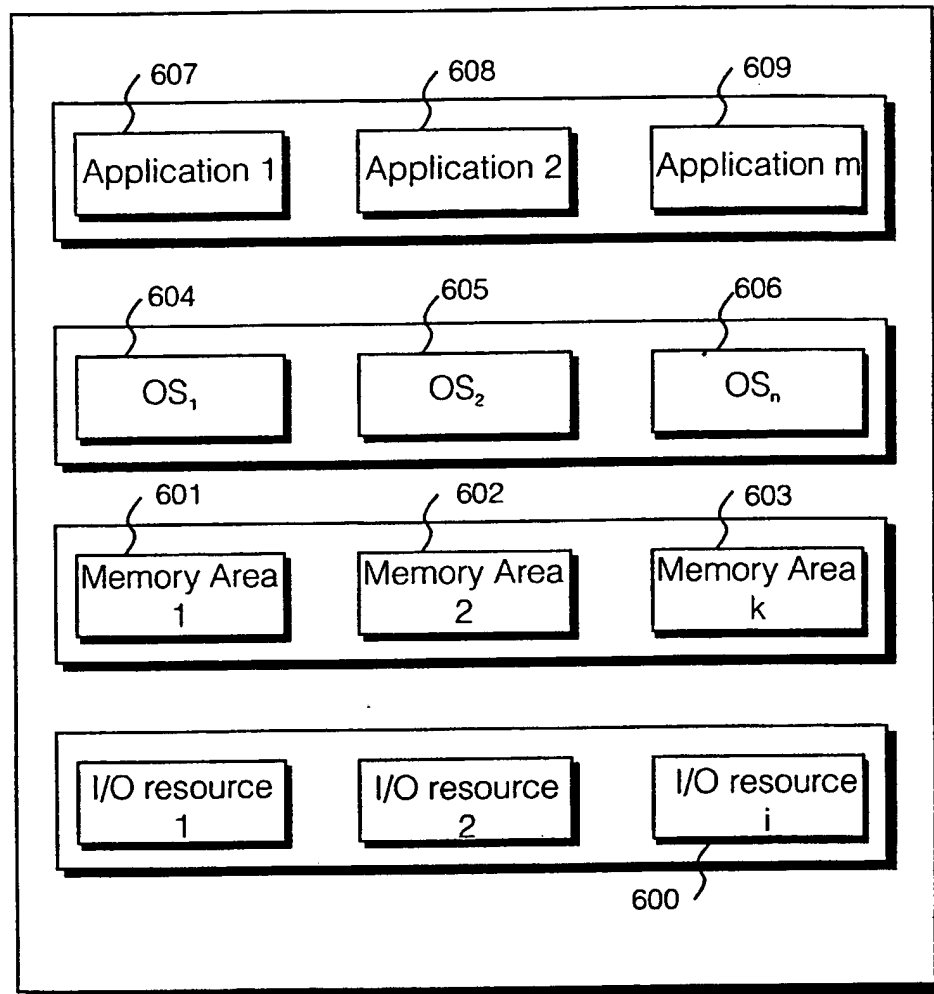 607
608
609
Application 1
Application 2
Application m
604
605
606
OS₁
OS₂
OSₙ
601
602
603
Memory Area
1
Memory Area
2
Memory Area
k
I/O resource
1
I/O resource
2
I/O resource
i
600